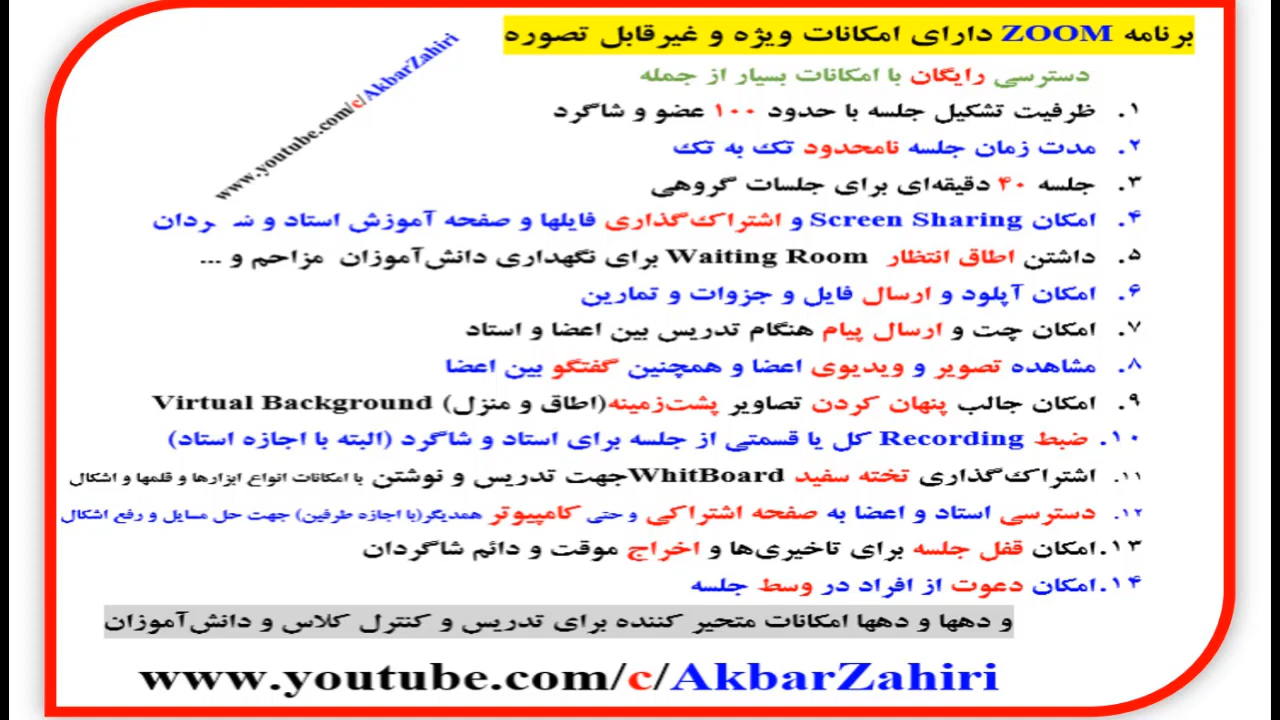 برنامه ZOOM دارای امکانات ویژه و غیرقابل تصوره
www.youtube.com/c/AkbarZahiri
دسترسی رایگان با امکانات بسیار از جمله
۱. ظرفیت تشکیل جلسه با حدود ۱۰۰ عضو و شاگرد
۲. مدت زمان جلسه نامحدود تک به تک
۳. جلسه ۴۰ دقیقه‌ای برای جلسات گروهی
۴. امکان Screen Sharing و اشتراک‌گذاری فایلها و صفحه آموزش استاد و
۵. داشتن اطاق انتظار Waiting Room برای نگهداری دانش‌آموزان مزاحم و ...
۶. امکان آپلود و ارسال فایل و جزوات و تمارین
۷. امکان چت و ارسال پیام هنگام تدریس بین اعضا و استاد
۸. مشاهده تصویر و ویدیوی اعضا و همچنین گفتگو بین اعضا
۹. امکان جالب پنهان کردن تصاویر پشت‌زمینه(اطاق و منزل) Virtual Background
۱۰. ضبط Recording کل یا قسمتی از جلسه برای استاد و شاگرد (البته با اجازه استاد)
۱۱. اشتراک‌گذاری تخته سفید WhitBoardجهت تدریس و نوشتن با امکانات انواع ابزارها و قلمها و اشکال
۱۲. دسترسی استاد و اعضا به صفحه اشتراکی و حتی کامپیوتر همدیگر(با اجازه طرفین) جهت حل مسایل و رفع اشکال
۱۳.امکان قفل جلسه برای تاخیری‌ها و اخراج موقت و دائم شاگردان
۱۴.امکان دعوت از افراد در وسط جلسه
و دهها و دهها امکانات متحیر کننده برای تدریس و کنترل کلاس و دانش‌آموزان
www.youtube.com/c/AkbarZahiri